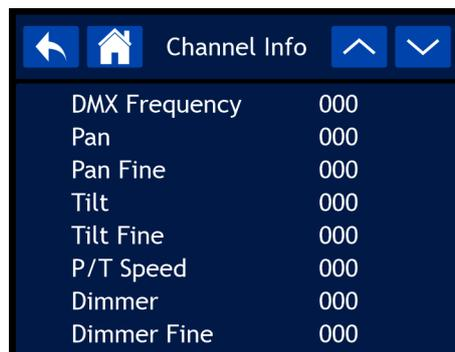 Channel Info
DMX Frequency 000
Pan 000
Pan Fine 000
Tilt 000
Tilt Fine 000
P/T Speed 000
Dimmer 000
Dimmer Fine 000